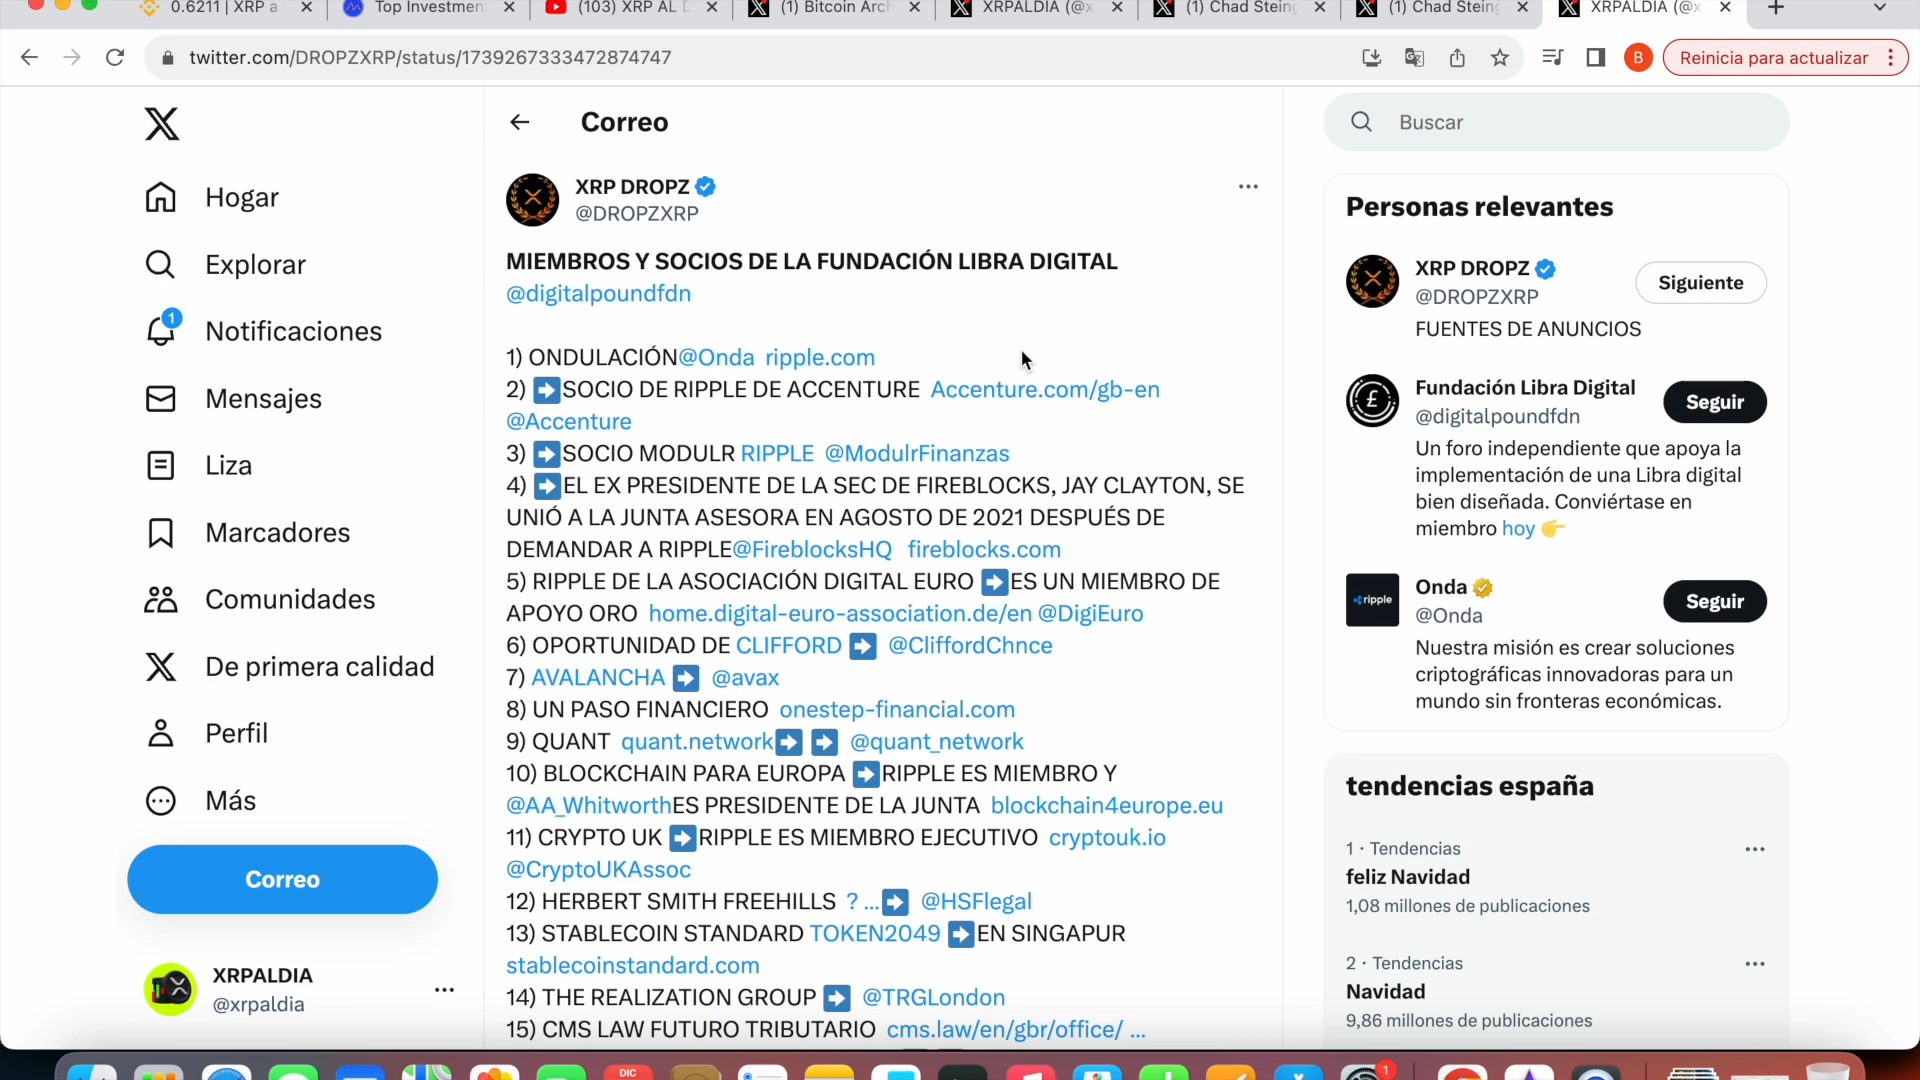 0.6211 | XRP a
Top Investmen
(103) XRP AL D
(1) Bitcoin Arch
XRPALDIA (@x
(1) Chad Stein
(1) Chad Stein
XRPALDIA (@x
twitter.com/DROPZXRP/status/1739267333472874747
B
Reinicia para actualizar
Hogar
Explorar
1
Notificaciones
Mensajes
Liza
Marcadores
Comunidades
De primera calidad
Perfil
Más
Correo
XRPALDIA
@xrpaldia
Correo
XRP DROPZ
@DROPZXRP
MIEMBROS Y SOCIOS DE LA FUNDACIÓN LIBRA DIGITAL
@digitalpoundfdn
1) ONDULACIÓN@Onda ripple.com
2) ➡SOCIO DE RIPPLE DE ACCENTURE Accenture.com/gb-en
@Accenture
3) ➡SOCIO MODULR RIPPLE @ModulrFinanzas
4) ➡EL EX PRESIDENTE DE LA SEC DE FIREBLOCKS, JAY CLAYTON, SE
UNIÓ A LA JUNTA ASESORA EN AGOSTO DE 2021 DESPUÉS DE
DEMANDAR A RIPPLE@FireblocksHQ fireblocks.com
5) RIPPLE DE LA ASOCIACIÓN DIGITAL EURO ➡ES UN MIEMBRO DE
APOYO ORO home.digital-euro-association.de/en @DigiEuro
6) OPORTUNIDAD DE CLIFFORD ➡ @CliffordChnce
7) AVALANCHA ➡ @avax
8) UN PASO FINANCIERO onestep-financial.com
9) QUANT quant.network➡ ➡ @quant_network
10) BLOCKCHAIN PARA EUROPA ➡RIPPLE ES MIEMBRO Y
@AA_WhitworthES PRESIDENTE DE LA JUNTA blockchain4europe.eu
11) CRYPTO UK ➡RIPPLE ES MIEMBRO EJECUTIVO cryptouk.io
@CryptoUKAssoc
12) HERBERT SMITH FREEHILLS ? ...➡ @HSFlegal
13) STABLECOIN STANDARD TOKEN2049 ➡EN SINGAPUR
stablecoinstandard.com
14) THE REALIZATION GROUP ➡ @TRGLondon
15) CMS LAW FUTURO TRIBUTARIO cms.law/en/gbr/office/ ...
Buscar
Personas relevantes
XRP DROPZ
@DROPZXRP
Siguiente
FUENTES DE ANUNCIOS
Fundación Libra Digital
@digitalpoundfdn
Seguir
Un foro independiente que apoya la
implementación de una Libra digital
bien diseñada. Conviértase en
miembro hoy 👉
ripple
Onda
@Onda
Seguir
Nuestra misión es crear soluciones
criptográficas innovadoras para un
mundo sin fronteras económicas.
tendencias españa
1 · Tendencias
feliz Navidad
1,08 millones de publicaciones
2 · Tendencias
Navidad
9,86 millones de publicaciones
DIC
1